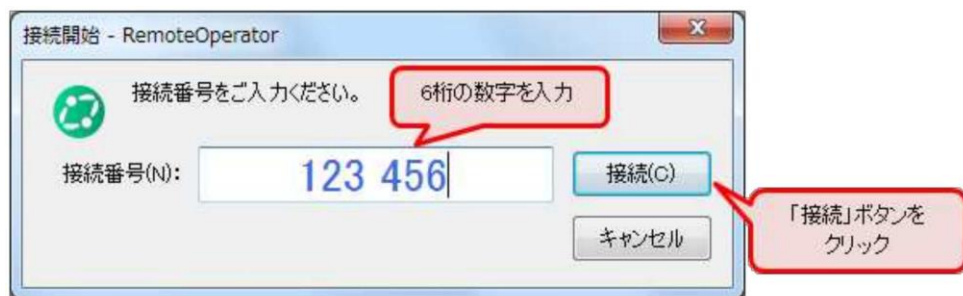 接続開始 - RemoteOperator
接続番号をご入力ください。
6桁の数字を入力
接続番号(N):
123 456
接続(C)
「接続」ボタンを
クリック
キャンセル